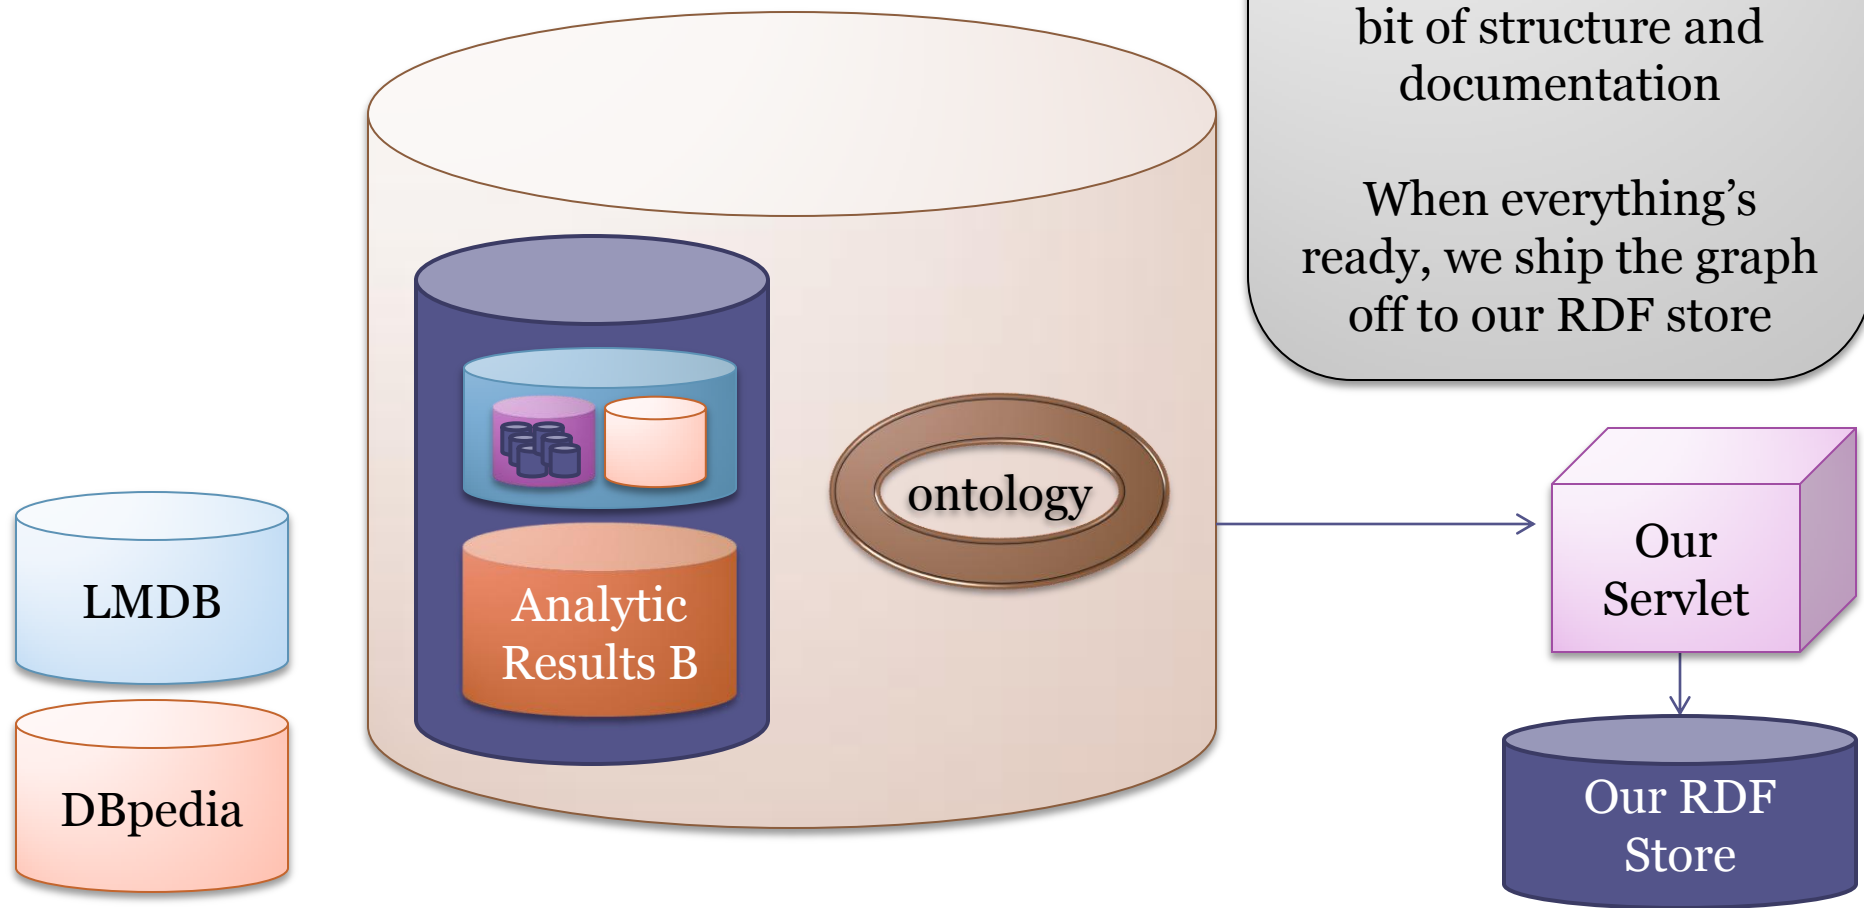 bit of structure and
documentation
When everything’s
ready, we ship the graph
off to our RDF store
ontology
Analytic
Results B
LMDB
DBpedia
Our
Servlet
Our RDF
Store